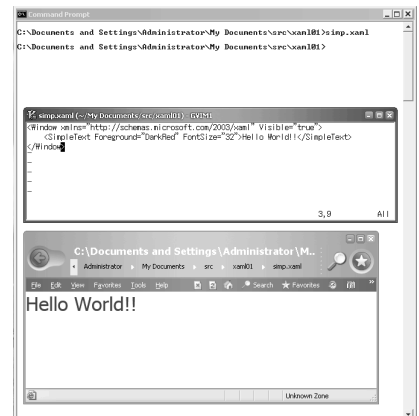 Command Prompt
C:\Documents and Settings\Administrator\My Documents\src\xaml01>simp.xaml
C:\Documents and Settings\Administrator\My Documents\src\xaml01>
simp.xaml (~/My Documents/src/xaml01) - GVIM1
<Window xmlns="http://schemas.microsoft.com/2003/xaml" Visible="true">
<SimpleText Foreground="DarkRed" FontSize="32">Hello World!!</SimpleText>
</Window>
~
~
~
~
3,9 All
C:\Documents and Settings\Administrator\M..
Administrator My Documents src xaml01 simp.xaml
File Edit View Favorites Tools Help Search Favorites »
Hello World!!
Unknown Zone